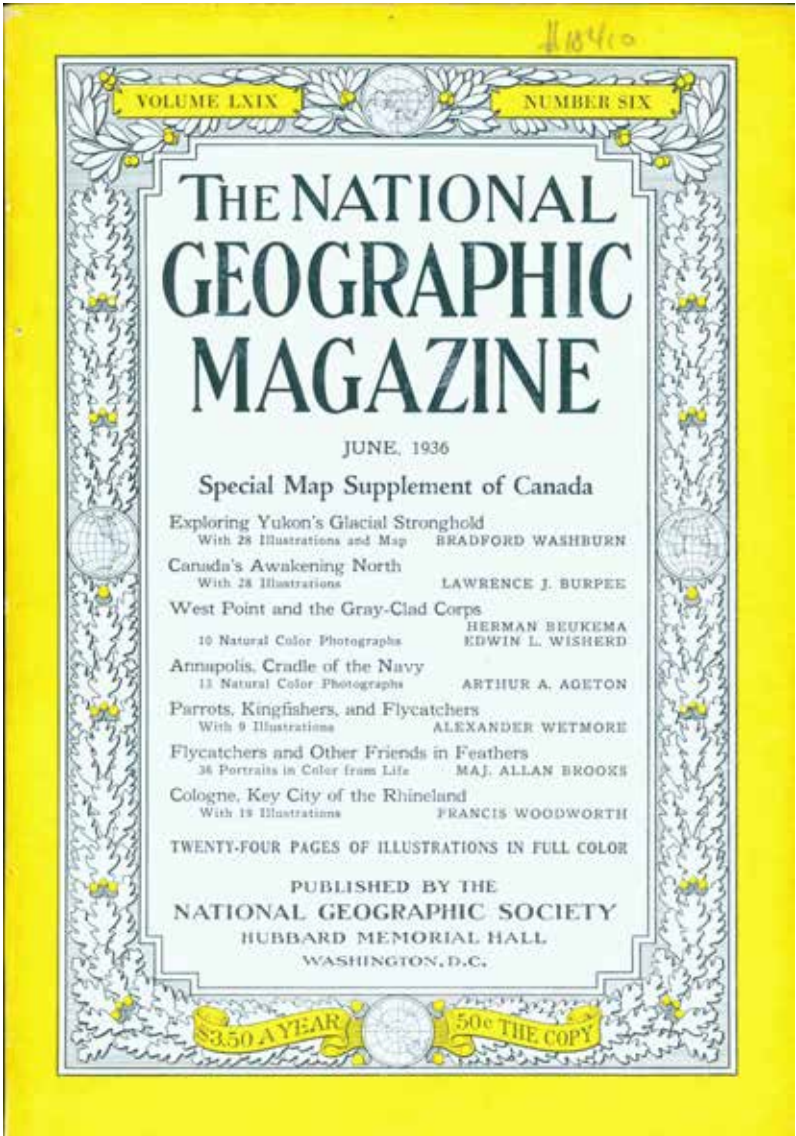 VOLUME LXIX
NUMBER SIX
THE NATIONAL
GEOGRAPHIC
MAGAZINE
JUNE, 1936
Special Map Supplement of Canada
Exploring Yukon's Glacial Stronghold
With 28 Illustrations and Map BRADFORD WASHBURN
Canada's Awakening North
With 28 Illustrations LAWRENCE J. BURPEE
West Point and the Gray-Clad Corps
HERMAN BEUKEMA
10 Natural Color Photographs EDWIN L. WISHERD
Annapolis, Cradle of the Navy
13 Natural Color Photographs ARTHUR A. AGETON
Parrots, Kingfishers, and Flycatchers
With 9 Illustrations ALEXANDER WETMORE
Flycatchers and Other Friends in Feathers
36 Portraits in Color from Life MAJ. ALLAN BROOKS
Cologne, Key City of the Rhineland
With 19 Illustrations FRANCIS WOODWORTH
TWENTY-FOUR PAGES OF ILLUSTRATIONS IN FULL COLOR
PUBLISHED BY THE
NATIONAL GEOGRAPHIC SOCIETY
HUBBARD MEMORIAL HALL
WASHINGTON, D.C.
$3.50 A YEAR
50c THE COPY